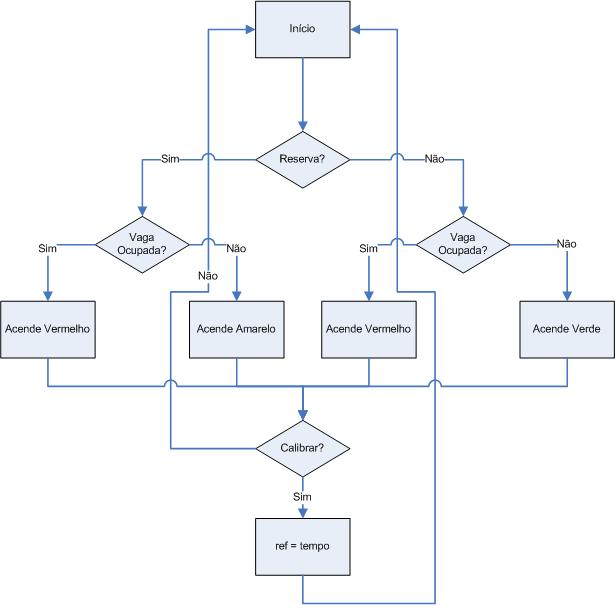 Início
Reserva?
Sim
Não
Vaga
Ocupada?
Vaga
Ocupada?
Sim
Não
Sim
Não
Não
Acende Vermelho
Acende Amarelo
Acende Vermelho
Acende Verde
Calibrar?
Sim
ref = tempo